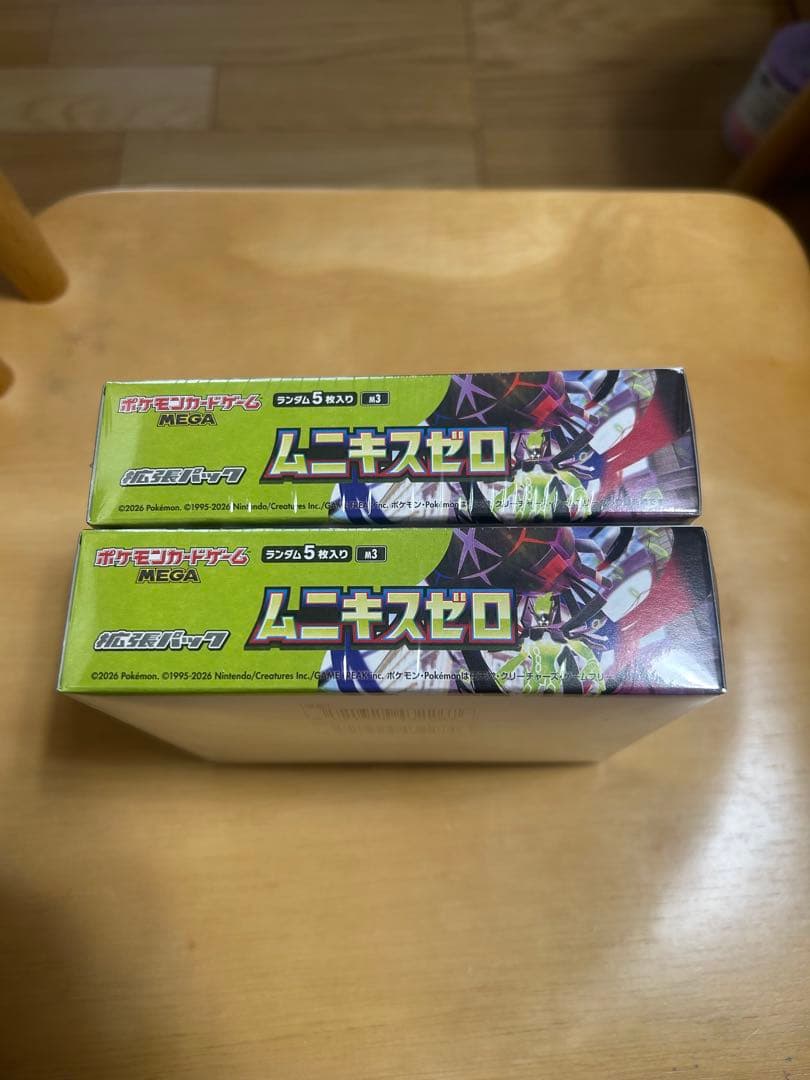 ポケモンカードゲーム
MEGA
ランダム5枚入り M3
ムニキスゼロ
拡張パック
©2026 Pokémon. ©1995-2026 Nintendo/Creatures Inc./GAME FREAK inc. ポケモン・Pokémonは
ポケモンカードゲーム
MEGA
ランダム5枚入り M3
ムニキスゼロ
拡張パック
©2026 Pokémon. ©1995-2026 Nintendo/Creatures Inc./GAME FREAK inc. ポケモン・Pokémonは